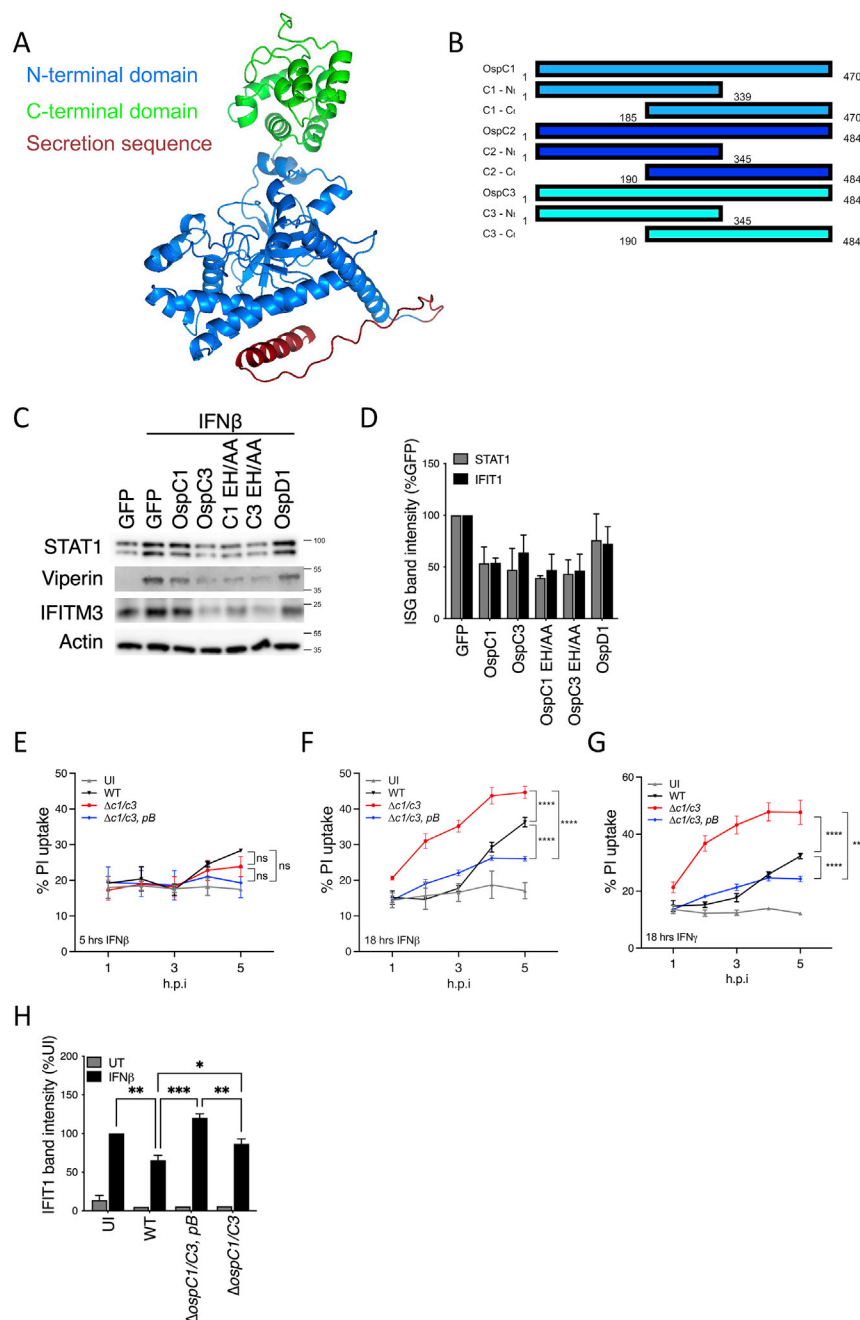 A
N-terminal domain
C-terminal domain
Secretion sequence
B
OspC1 1 470
C1 - Nt 1 339
C1 - Ct 185 470
OspC2 1 484
C2 - Nt 1 345
C2 - Ct 190 484
OspC3 1 484
C3 - Nt 1 345
C3 - Ct 190 484
C
IFNβ
GFP GFP OspC1 OspC3 C1 EH/AA C3 EH/AA OspD1
STAT1 100
Viperin 55 35
IFITM3 25 15
Actin 55 35
D
STAT1
IFIT1
ISG band intensity (%GFP)
150
100
50
0
GFP OspC1 OspC3 OspC1 EH/AA OspC3 EH/AA OspD1
E
UI
WT
Δc1/c3
Δc1/c3, pB
% PI uptake
50
40
30
20
10
0
ns ns ns
5 hrs IFNβ
1 3 5
h.p.i
F
UI
WT
Δc1/c3
Δc1/c3, pB
% PI uptake
50
40
30
20
10
0
**** **** ****
18 hrs IFNβ
1 3 5
h.p.i
G
UI
WT
Δc1/c3
Δc1/c3, pB
% PI uptake
60
40
20
0
**** **** **
18 hrs IFNγ
1 3 5
h.p.i
H
UT
IFNβ
IFIT1 band intensity (%UI)
200
150
100
50
0
*
** *** **
UI WT ΔospC1/C3, pB ΔospC1/C3